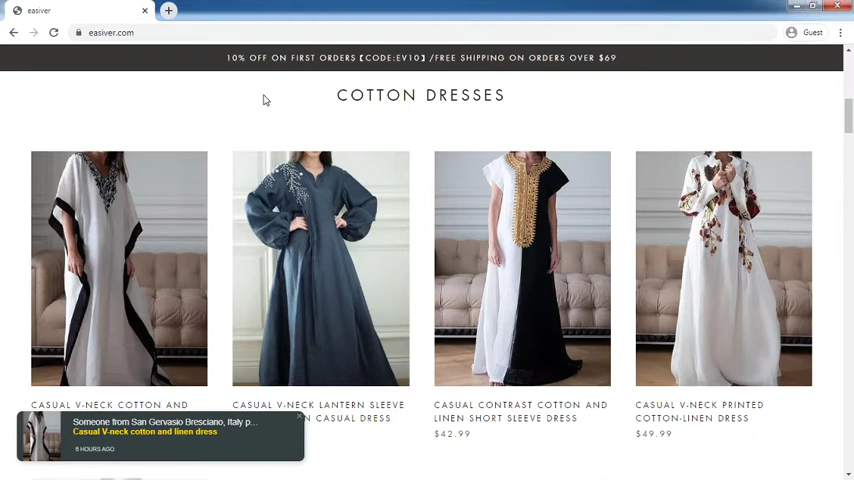 easiver
easiver.com
Guest
10% OFF ON FIRST ORDERS【CODE:EV10】/FREE SHIPPING ON ORDERS OVER $69
COTTON DRESSES
CASUAL V-NECK COTTON AND
CASUAL V-NECK LANTERN SLEEVE
N CASUAL DRESS
CASUAL CONTRAST COTTON AND
LINEN SHORT SLEEVE DRESS
$42.99
CASUAL V-NECK PRINTED
COTTON-LINEN DRESS
$49.99
Someone from San Gervasio Bresciano, Italy p...
Casual V-neck cotton and linen dress
6 HOURS AGO